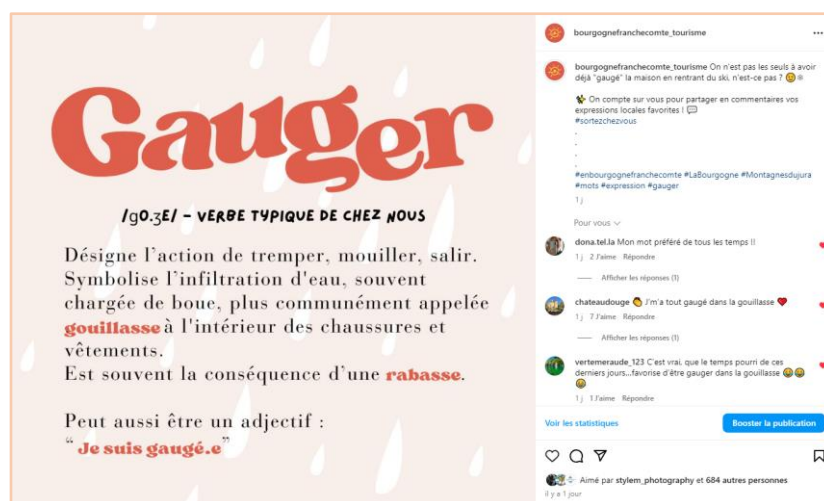 Gauger
/gO.ʒE/ – VERBE TYPIQUE DE CHEZ NOUS
Désigne l'action de tremper, mouiller, salir.
Symbolise l'infiltration d'eau, souvent
chargée de boue, plus communément appelée
gouillasse à l'intérieur des chaussures et
vêtements.
Est souvent la conséquence d'une rabasse.
Peut aussi être un adjectif :
“ Je suis gaugé.e”
bourgognefranchecomte_tourisme
bourgognefranchecomte_tourisme On n'est pas les seuls à avoir
déjà "gaugé" la maison en rentrant du ski, n'est-ce pas ?
On compte sur vous pour partager en commentaires vos
expressions locales favorites !
#sortezchezvous
.
.
.
.
#enbourgognefranchecomte #LaBourgogne #Montagnesdujura
#mots #expression #gauger
1 j
Pour vous
dona.tel.la Mon mot préféré de tous les temps !!
1 j 2 J'aime Répondre
Afficher les réponses (1)
chateaudouge J'm'a tout gaugé dans la gouillasse
1 j 7 J'aime Répondre
Afficher les réponses (1)
vertemeraude_123 C'est vrai, que le temps pourri de ces
derniers jours...favorise d'être gauger dans la gouillasse
1 j 1 J'aime Répondre
Voir les statistiques
Booster la publication
Aimé par stylem_photography et 684 autres personnes
il y a 1 jour